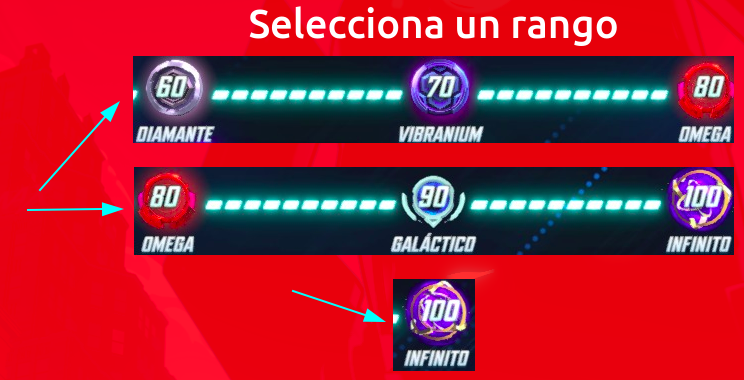 Selecciona un rango
60 70 80
DIAMANTE VIBRANIUM OMEGA
80 90 100
OMEGA GALÁCTICO INFINITO
100
INFINITO